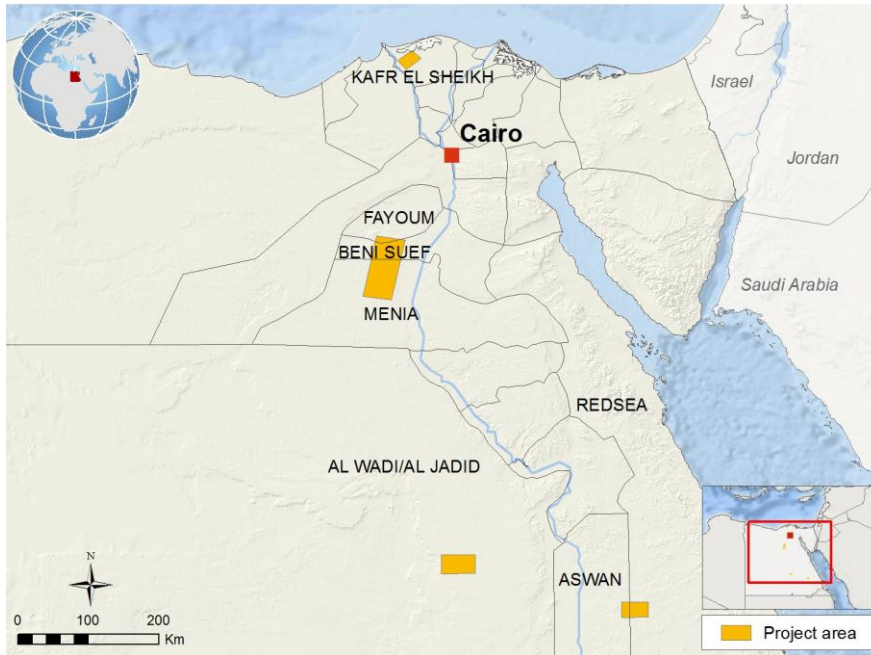 KAFR EL SHEIKH
Israel
Cairo
Jordan
FAYOUM
BENI SUEF
Saudi Arabia
MENIA
REDSEA
AL WADI/AL JADID
N
ASWAN
0 100 200
Km
Project area